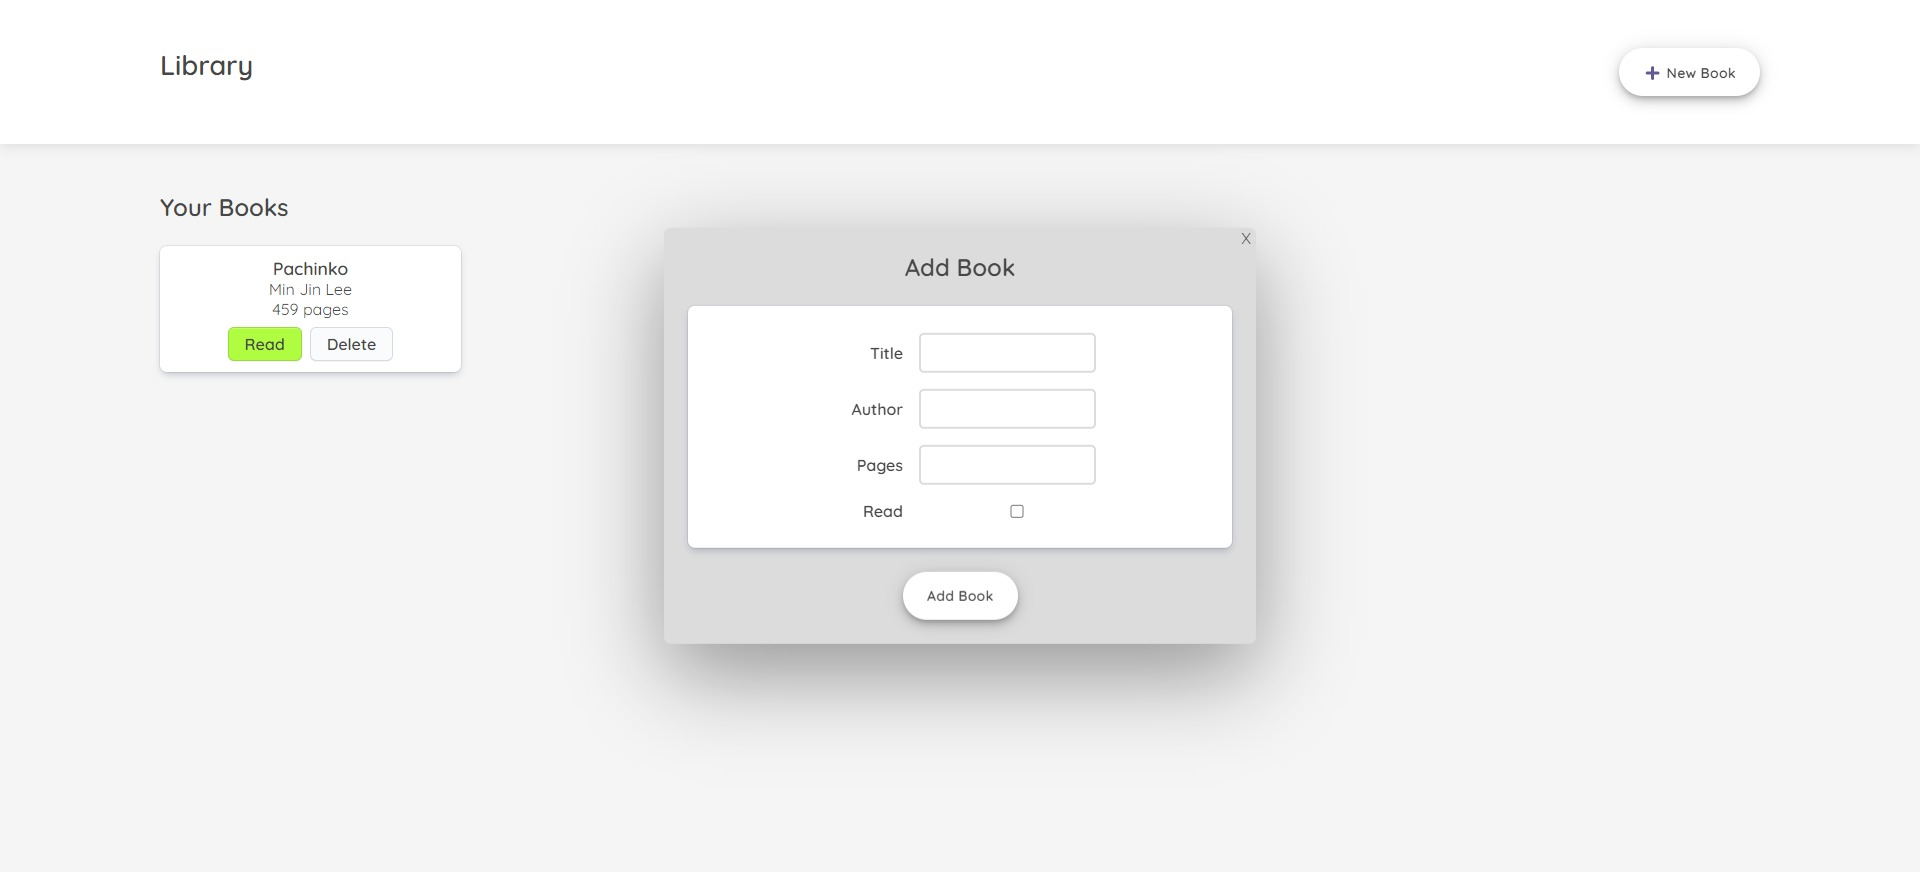 Library
New Book
Your Books
Pachinko
Min Jin Lee
459 pages
Read Delete
X
Add Book
Title
Author
Pages
Read
Add Book